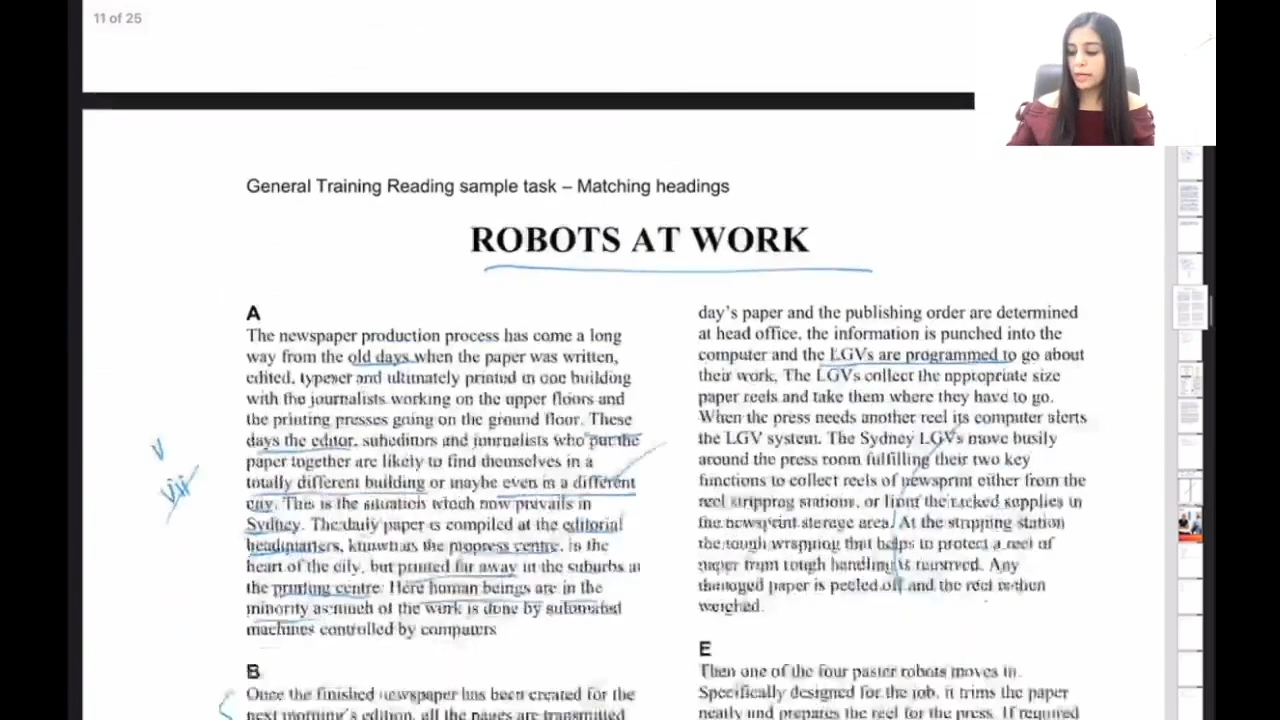 11 of 25
General Training Reading sample task – Matching headings
ROBOTS AT WORK
A
The newspaper production process has come a long
way from the old days when the paper was written,
edited, typeset and ultimately printed in one building
with the journalists working on the upper floors and
the printing presses going on the ground floor. These
days the editor, subeditors and journalists who put the
paper together are likely to find themselves in a
totally different building or maybe even in a different
city. This is the situation which now prevails in
Sydney. The daily paper is compiled at the editorial
headquarters, known as the prepress centre, in the
heart of the city, but printed far away in the suburbs at
the printing centre. Here human beings are in the
minority as much of the work is done by automated
machines controlled by computers
B
Once the finished newspaper has been created for the
next morning's edition, all the pages are transmitted
v
vii
day's paper and the publishing order are determined
at head office, the information is punched into the
computer and the LGVs are programmed to go about
their work. The LGVs collect the appropriate size
paper reels and take them where they have to go.
When the press needs another reel its computer alerts
the LGV system. The Sydney LGVs move busily
around the press room fulfilling their two key
functions to collect reels of newsprint either from the
reel stripping stations, or from the racked supplies in
the newsprint storage area. At the stripping station
the tough wrapping that helps to protect a reel of
paper from rough handling is removed. Any
damaged paper is peeled off and the reel is then
weighed.
E
Then one of the four paster robots moves in.
Specifically designed for the job, it trims the paper
neatly and prepares the reel for the press. If required